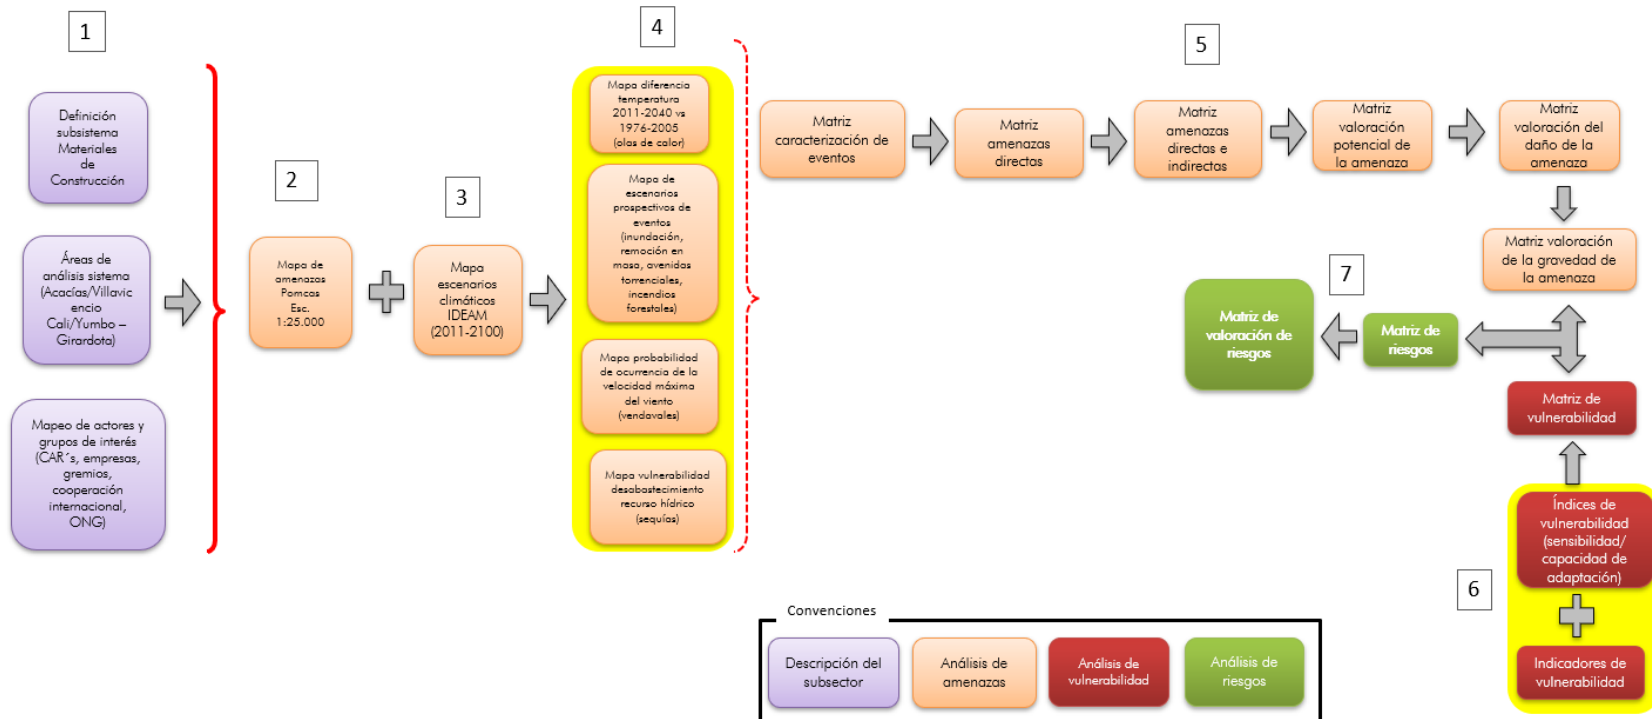 1
Definición
subsistema
Materiales
de
Construcción
Áreas de
análisis sistema
(Acacías/Villavic
encio
Cali/Yumbo –
Girardota)
Mapeo de actores y
grupos de interés
(CAR´s, empresas,
gremios,
cooperación
internacional,
ONG)
2
Mapa de
amenazas
Pomcas
Esc.
1:25.000
3
Mapa
escenarios
climáticos
IDEAM
(2011-2100)
4
Mapa diferencia
temperatura
2011-2040 vs
1976-2005
(olas de calor)
Mapa de
escenarios
prospectivos de
eventos
(inundación,
remoción en
masa, avenidas
torrenciales,
incendios
forestales)
Mapa probabilidad
de ocurrencia de la
velocidad máxima
del viento
(vendavales)
Mapa vulnerabilidad
desabastecimiento
recurso hídrico
(sequías)
5
Matriz
caracterización de
eventos
Matriz
amenazas
directas
Matriz
amenazas
directas e
indirectas
Matriz
valoración
potencial de
la amenaza
Matriz
valoración del
daño de la
amenaza
Matriz valoración
de la gravedad de
la amenaza
7
Matriz de
valoración de
riesgos
Matriz de
riesgos
Matriz de
vulnerabilidad
6
Índices de
vulnerabilidad
(sensibilidad/
capacidad de
adaptación)
Indicadores de
vulnerabilidad
Convenciones
Descripción del
subsector
Análisis de
amenazas
Análisis de
vulnerabilidad
Análisis de
riesgos